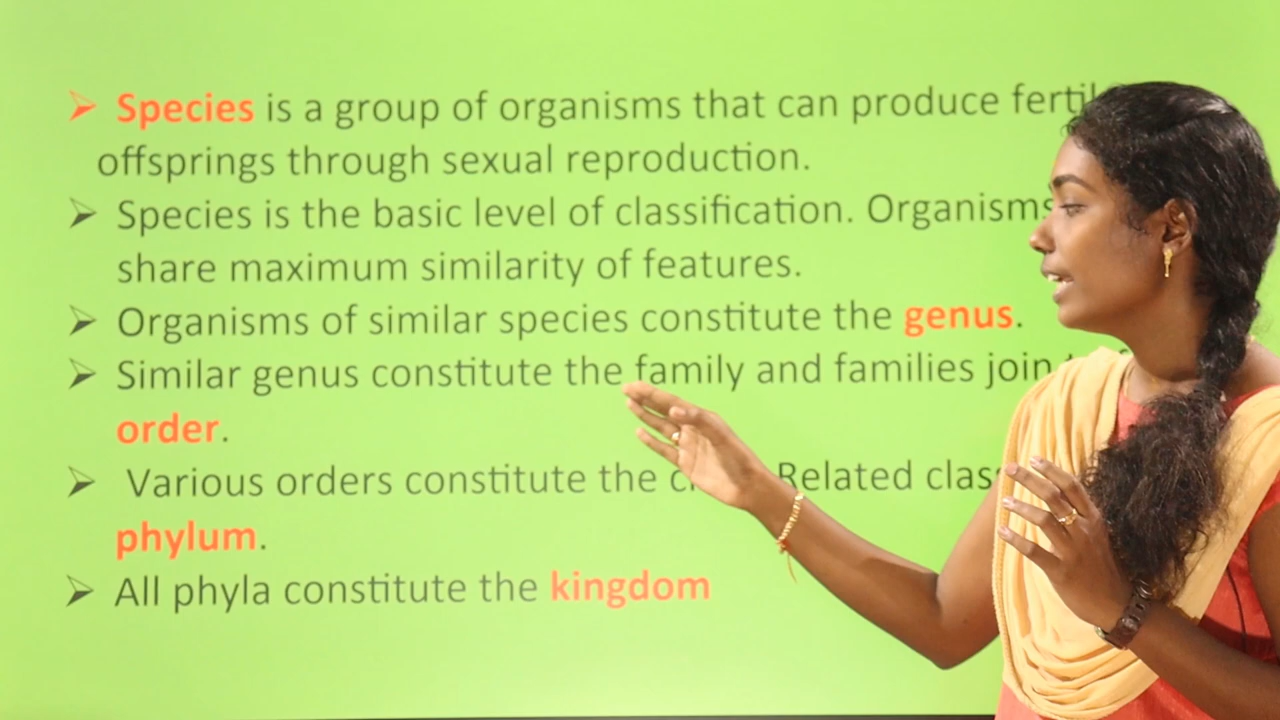 ➢ Species is a group of organisms that can produce
offsprings through sexual reproduction.
➢ Species is the basic level of classification. Organisms
share maximum similarity of features.
➢ Organisms of similar species constitute the genus.
➢ Similar genus constitute the family and families join
order.
➢ Various orders constitute the Related
phylum.
➢ All phyla constitute the kingdom